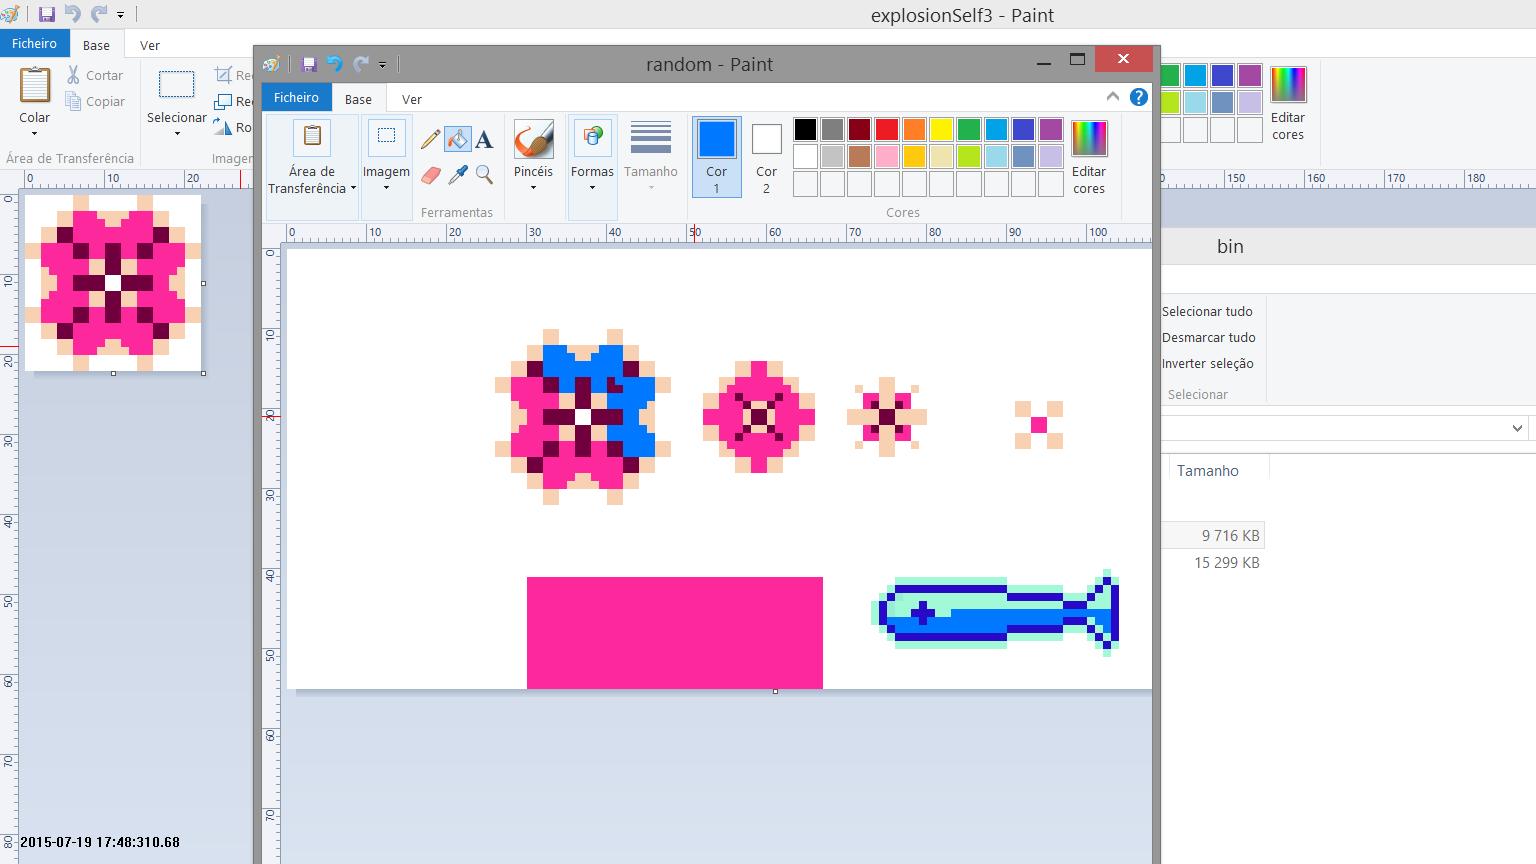 explosionSelf3 - Paint
Ficheiro
Base
Ver
Colar
Cortar
Copiar
Área de Transferência
Selecionar
Rec
Re
Ro
Imagem
random - Paint
Ficheiro
Base
Ver
Área de
Transferência
Imagem
A
Ferramentas
Pincéis
Formas
Tamanho
Cor
1
Cor
2
Cores
Editar
cores
Editar
cores
0 10 20
150 160 170 180
0 10 20 30 40 50 60 70 80 90 100
0
10
20
30
40
50
60
70
80
0
10
20
30
40
50
60
70
bin
Selecionar tudo
Desmarcar tudo
Inverter seleção
Selecionar
Tamanho
9 716 KB
15 299 KB
2015-07-19 17:48:310.68